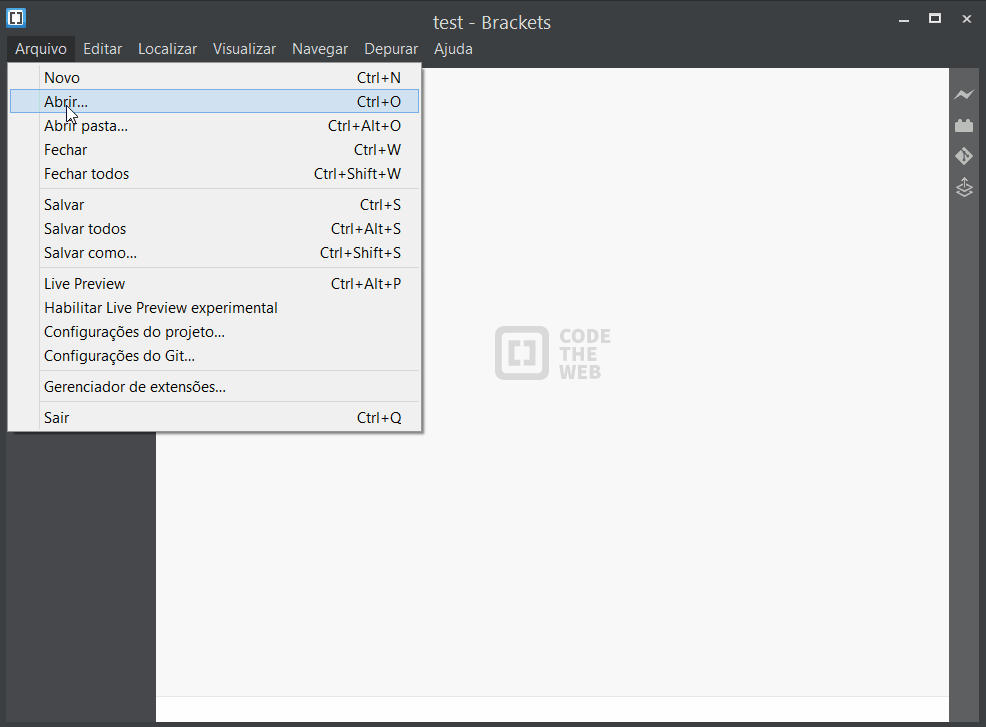 test - Brackets
Arquivo Editar Localizar Visualizar Navegar Depurar Ajuda
Novo Ctrl+N
Abrir... Ctrl+O
Abrir pasta... Ctrl+Alt+O
Fechar Ctrl+W
Fechar todos Ctrl+Shift+W
Salvar Ctrl+S
Salvar todos Ctrl+Alt+S
Salvar como... Ctrl+Shift+S
Live Preview Ctrl+Alt+P
Habilitar Live Preview experimental
Configurações do projeto...
Configurações do Git...
Gerenciador de extensões...
Sair Ctrl+Q
CODE
THE
WEB